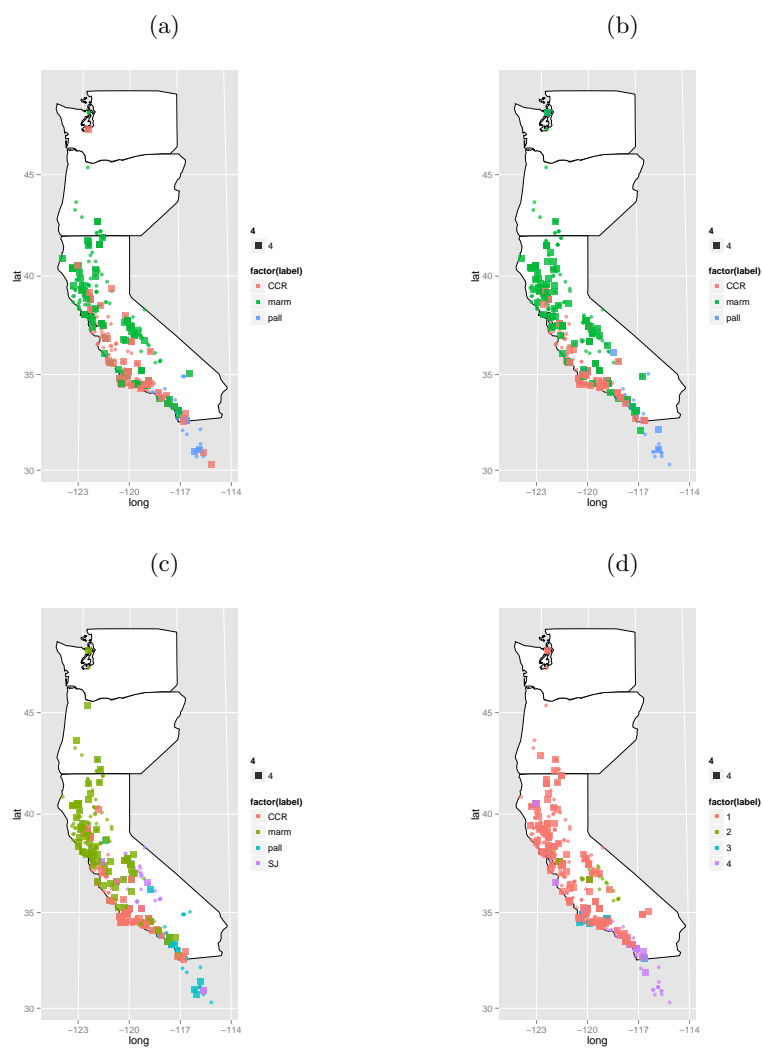 (a)
(b)
45
40
35
30
lat
−123
−120
−117
−114
long
4
4
factor(label)
CCR
marm
pall
45
40
35
30
lat
−123
−120
−117
−114
long
4
4
factor(label)
CCR
marm
pall
(c)
(d)
45
40
35
30
lat
−123
−120
−117
−114
long
4
4
factor(label)
CCR
marm
pall
SJ
45
40
35
30
lat
−123
−120
−117
−114
long
4
4
factor(label)
1
2
3
4